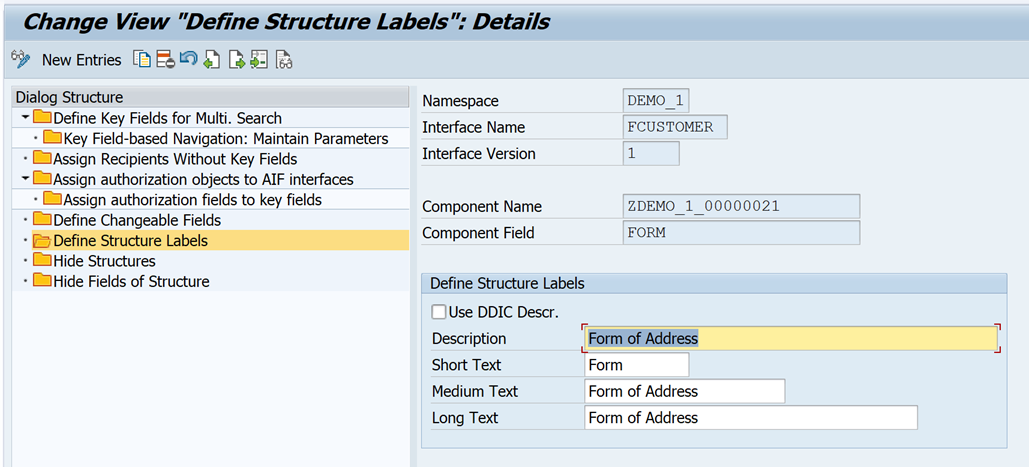 Change View "Define Structure Labels": Details
New Entries
Dialog Structure
Define Key Fields for Multi. Search
Key Field-based Navigation: Maintain Parameters
Assign Recipients Without Key Fields
Assign authorization objects to AIF interfaces
Assign authorization fields to key fields
Define Changeable Fields
Define Structure Labels
Hide Structures
Hide Fields of Structure
Namespace DEMO_1
Interface Name FCUSTOMER
Interface Version 1
Component Name ZDEMO_1_00000021
Component Field FORM
Define Structure Labels
Use DDIC Descr.
Description Form of Address
Short Text Form
Medium Text Form of Address
Long Text Form of Address